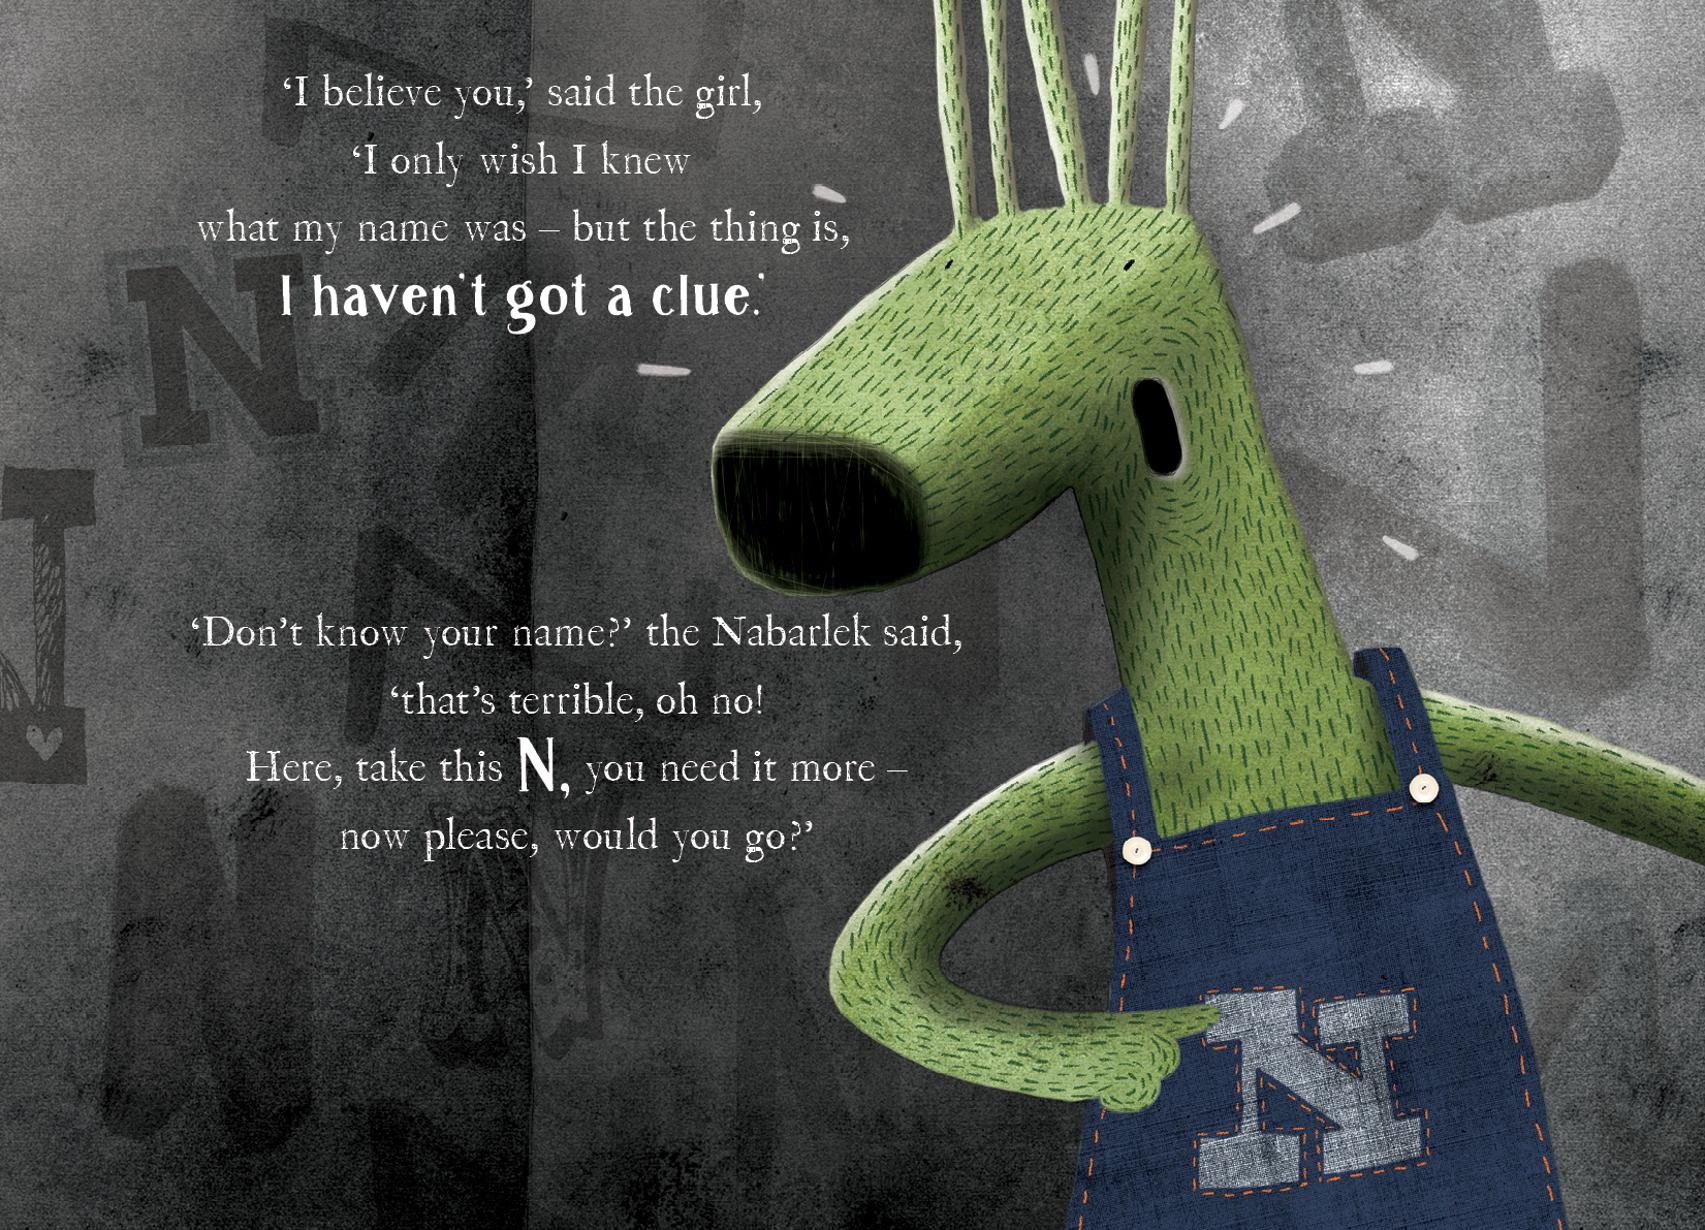 ‘I believe you,’ said the girl,
‘I only wish I knew
what my name was – but the thing is,
I haven't got a clue.’
‘Don’t know your name?’ the Nabarlek said,
‘that’s terrible, oh no!
Here, take this N, you need it more –
now please, would you go?’
N
N
N